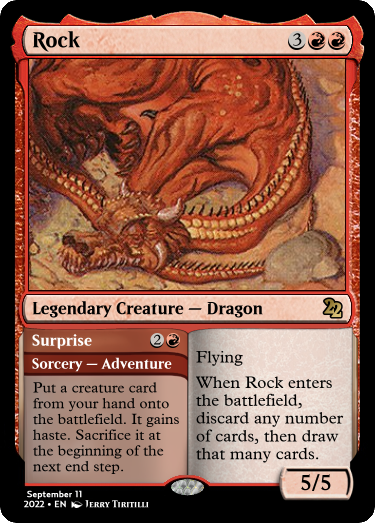 Rock 3
Legendary Creature — Dragon 22
Surprise 2
Sorcery — Adventure
Put a creature card
from your hand onto
the battlefield. It gains
haste. Sacrifice it at
the beginning of the
next end step.
Flying
When Rock enters
the battlefield,
discard any number
of cards, then draw
that many cards.
5/5
September 11
2022 • EN Jerry Tiritilli